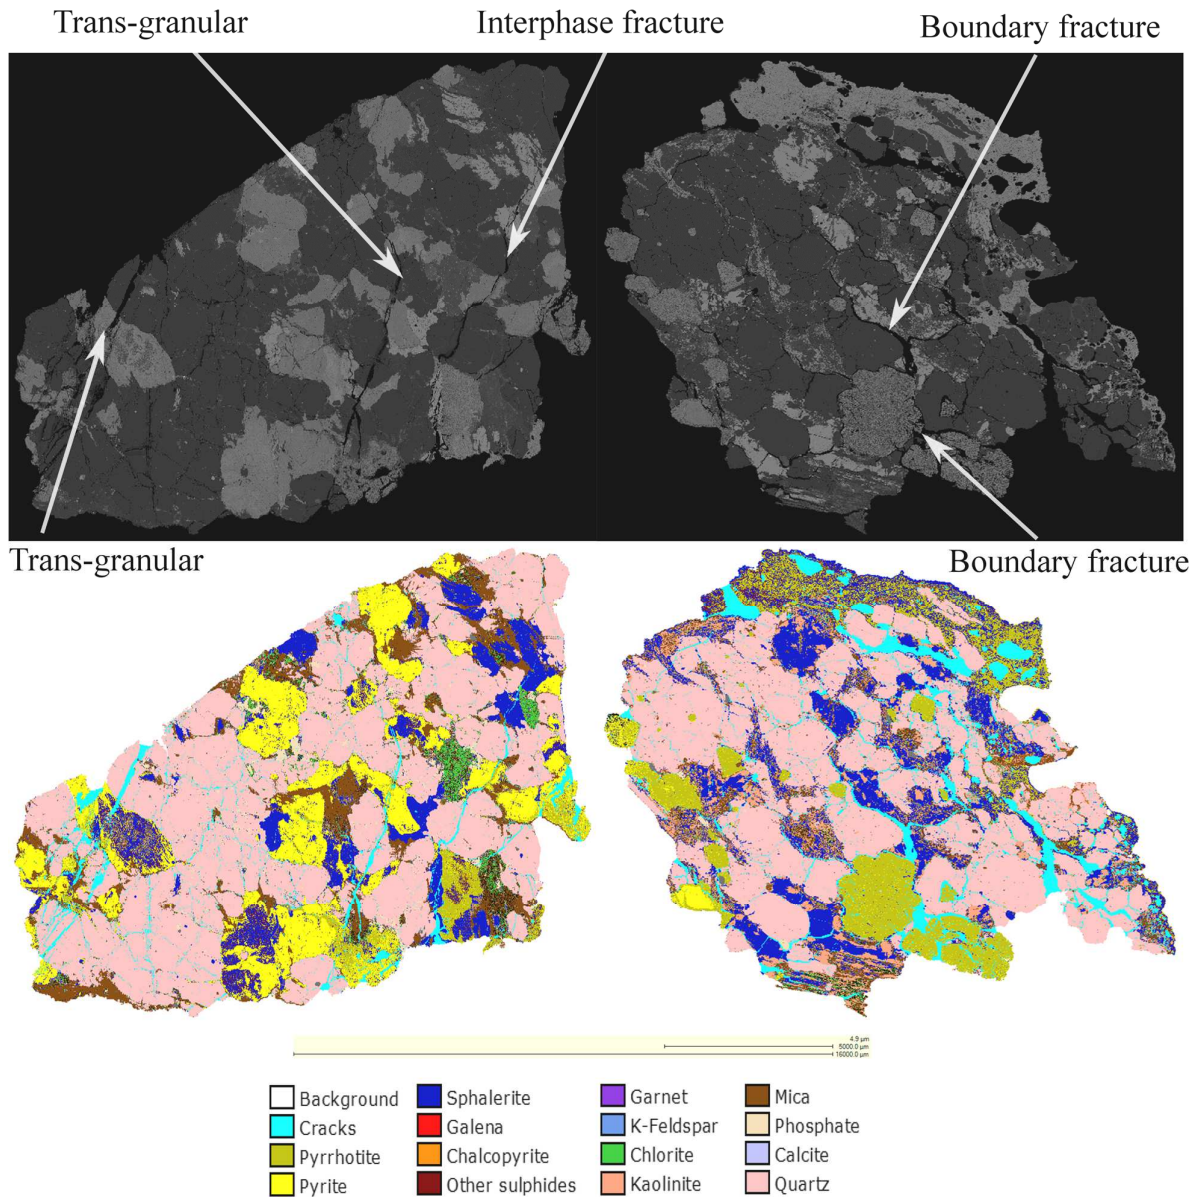 Trans-granular Interphase fracture Boundary fracture
Trans-granular Boundary fracture
4.9 µm
5000.0 µm
16000.0 µm
Background Sphalerite Garnet Mica
Cracks Galena K-Feldspar Phosphate
Pyrrhotite Chalcopyrite Chlorite Calcite
Pyrite Other sulphides Kaolinite Quartz